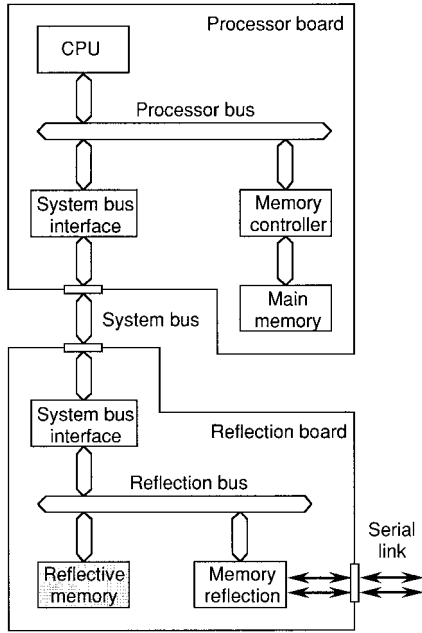 Processor board
CPU
Processor bus
System bus
interface
Memory
controller
Main
memory
System bus
System bus
interface
Reflection board
Reflection bus
Serial
link
Reflective
memory
Memory
reflection